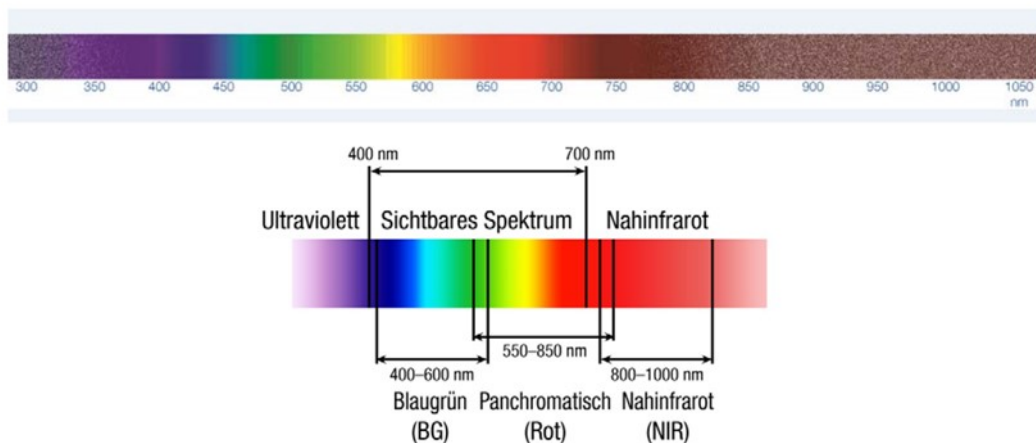 300 350 400 450 500 550 600 650 700 750 800 850 900 950 1000 1050
nm
400 nm 700 nm
Ultraviolett Sichtbares Spektrum Nahinfrarot
550–850 nm
400–600 nm 800–1000 nm
Blaugrün Panchromatisch Nahinfrarot
(BG) (Rot) (NIR)